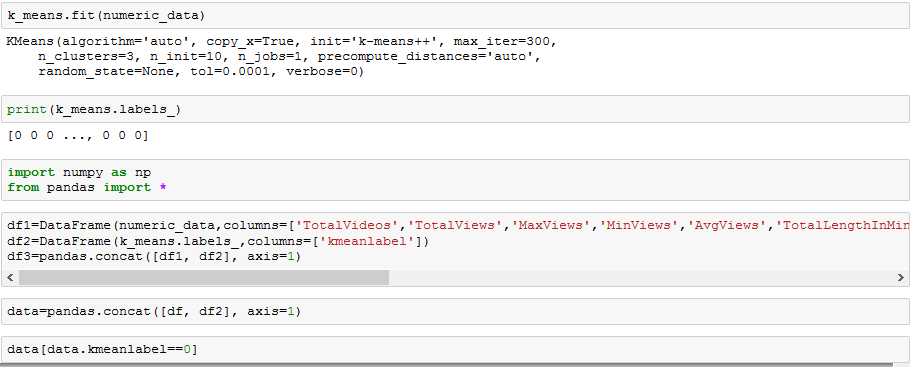 k_means.fit(numeric_data)
KMeans(algorithm='auto', copy_x=True, init='k-means++', max_iter=300,
    n_clusters=3, n_init=10, n_jobs=1, precompute_distances='auto',
    random_state=None, tol=0.0001, verbose=0)
print(k_means.labels_)
[0 0 0 ..., 0 0 0]
import numpy as np
from pandas import *
df1=DataFrame(numeric_data,columns=['TotalVideos','TotalViews','MaxViews','MinViews','AvgViews','TotalLengthInMin
df2=DataFrame(k_means.labels_,columns=['kmeanlabel'])
df3=pandas.concat([df1, df2], axis=1)
data=pandas.concat([df, df2], axis=1)
data[data.kmeanlabel==0]